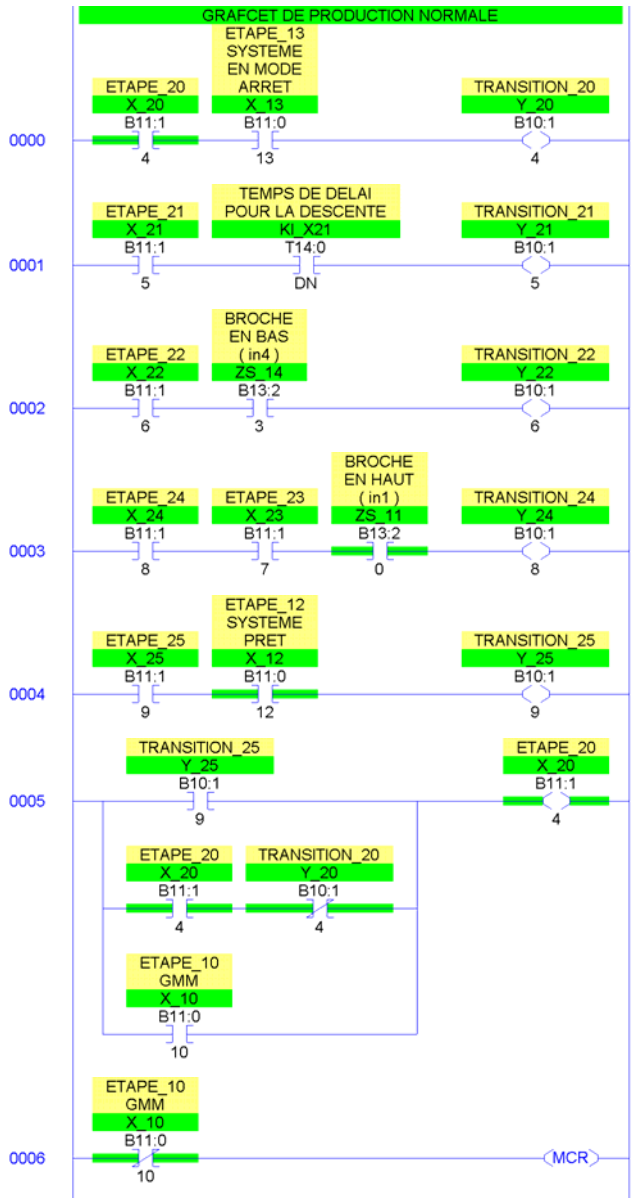 GRAFCET DE PRODUCTION NORMALE
ETAPE_13
SYSTEME
EN MODE
ETAPE_20 ARRET TRANSITION_20
X_20 X_13 Y_20
B11:1 B11:0 B10:1
0000
4 13 4
TEMPS DE DELAI
ETAPE_21 POUR LA DESCENTE TRANSITION_21
X_21 KI_X21 Y_21
B11:1 T14:0 B10:1
0001
5 DN 5
BROCHE
EN BAS
ETAPE_22 ( in4 ) TRANSITION_22
X_22 ZS_14 Y_22
B11:1 B13:2 B10:1
0002
6 3 6
BROCHE
EN HAUT
ETAPE_24 ETAPE_23 ( in1 ) TRANSITION_24
X_24 X_23 ZS_11 Y_24
B11:1 B11:1 B13:2 B10:1
0003
8 7 0 8
ETAPE_12
SYSTEME
ETAPE_25 PRET TRANSITION_25
X_25 X_12 Y_25
B11:1 B11:0 B10:1
0004
9 12 9
TRANSITION_25 ETAPE_20
Y_25 X_20
B10:1 B11:1
0005
9 4
ETAPE_20 TRANSITION_20
X_20 Y_20
B11:1 B10:1
4 4
ETAPE_10
GMM
X_10
B11:0
10
ETAPE_10
GMM
X_10
B11:0
0006 MCR
10